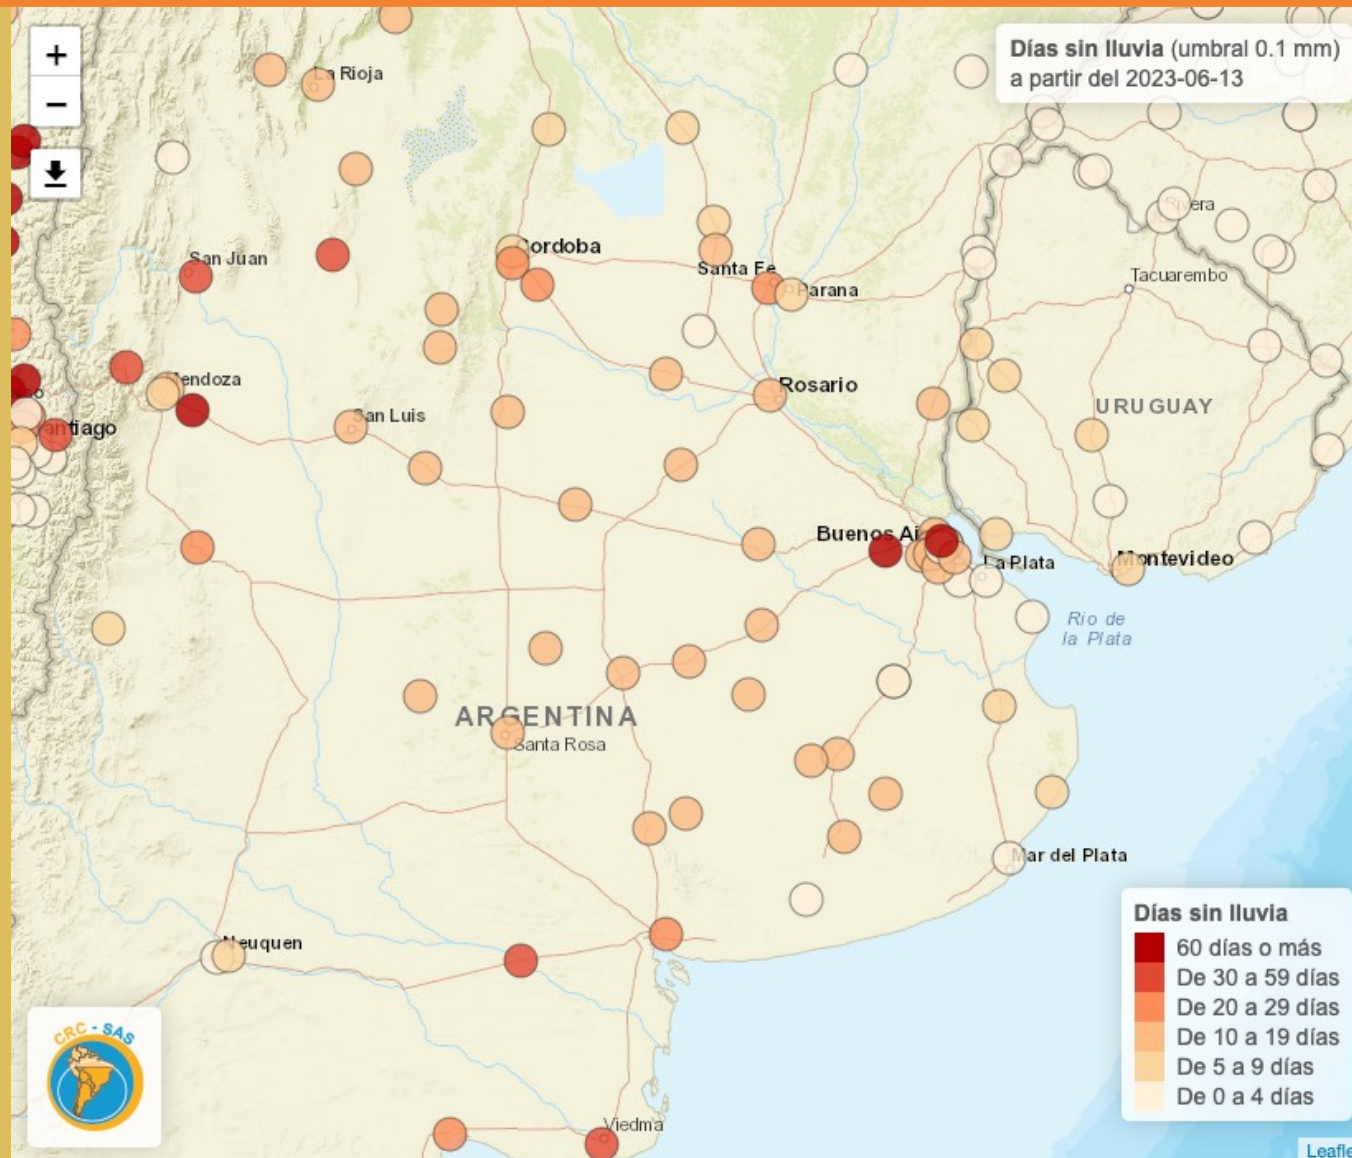 +
−
Días sin lluvia (umbral 0.1 mm)
a partir del 2023-06-13
La Rioja
Rivera
Cordoba
San Juan
Santa Fe
Tacuarembo
Parana
Mendoza
Rosario
URUGUAY
San Luis
antiago
Buenos Ai
Montevideo
La Plata
Rio de
la Plata
ARGENTINA
Santa Rosa
Mar del Plata
Neuquen
Días sin lluvia
60 días o más
De 30 a 59 días
De 20 a 29 días
De 10 a 19 días
De 5 a 9 días
De 0 a 4 días
CRC - SAS
Viedma
Leafle